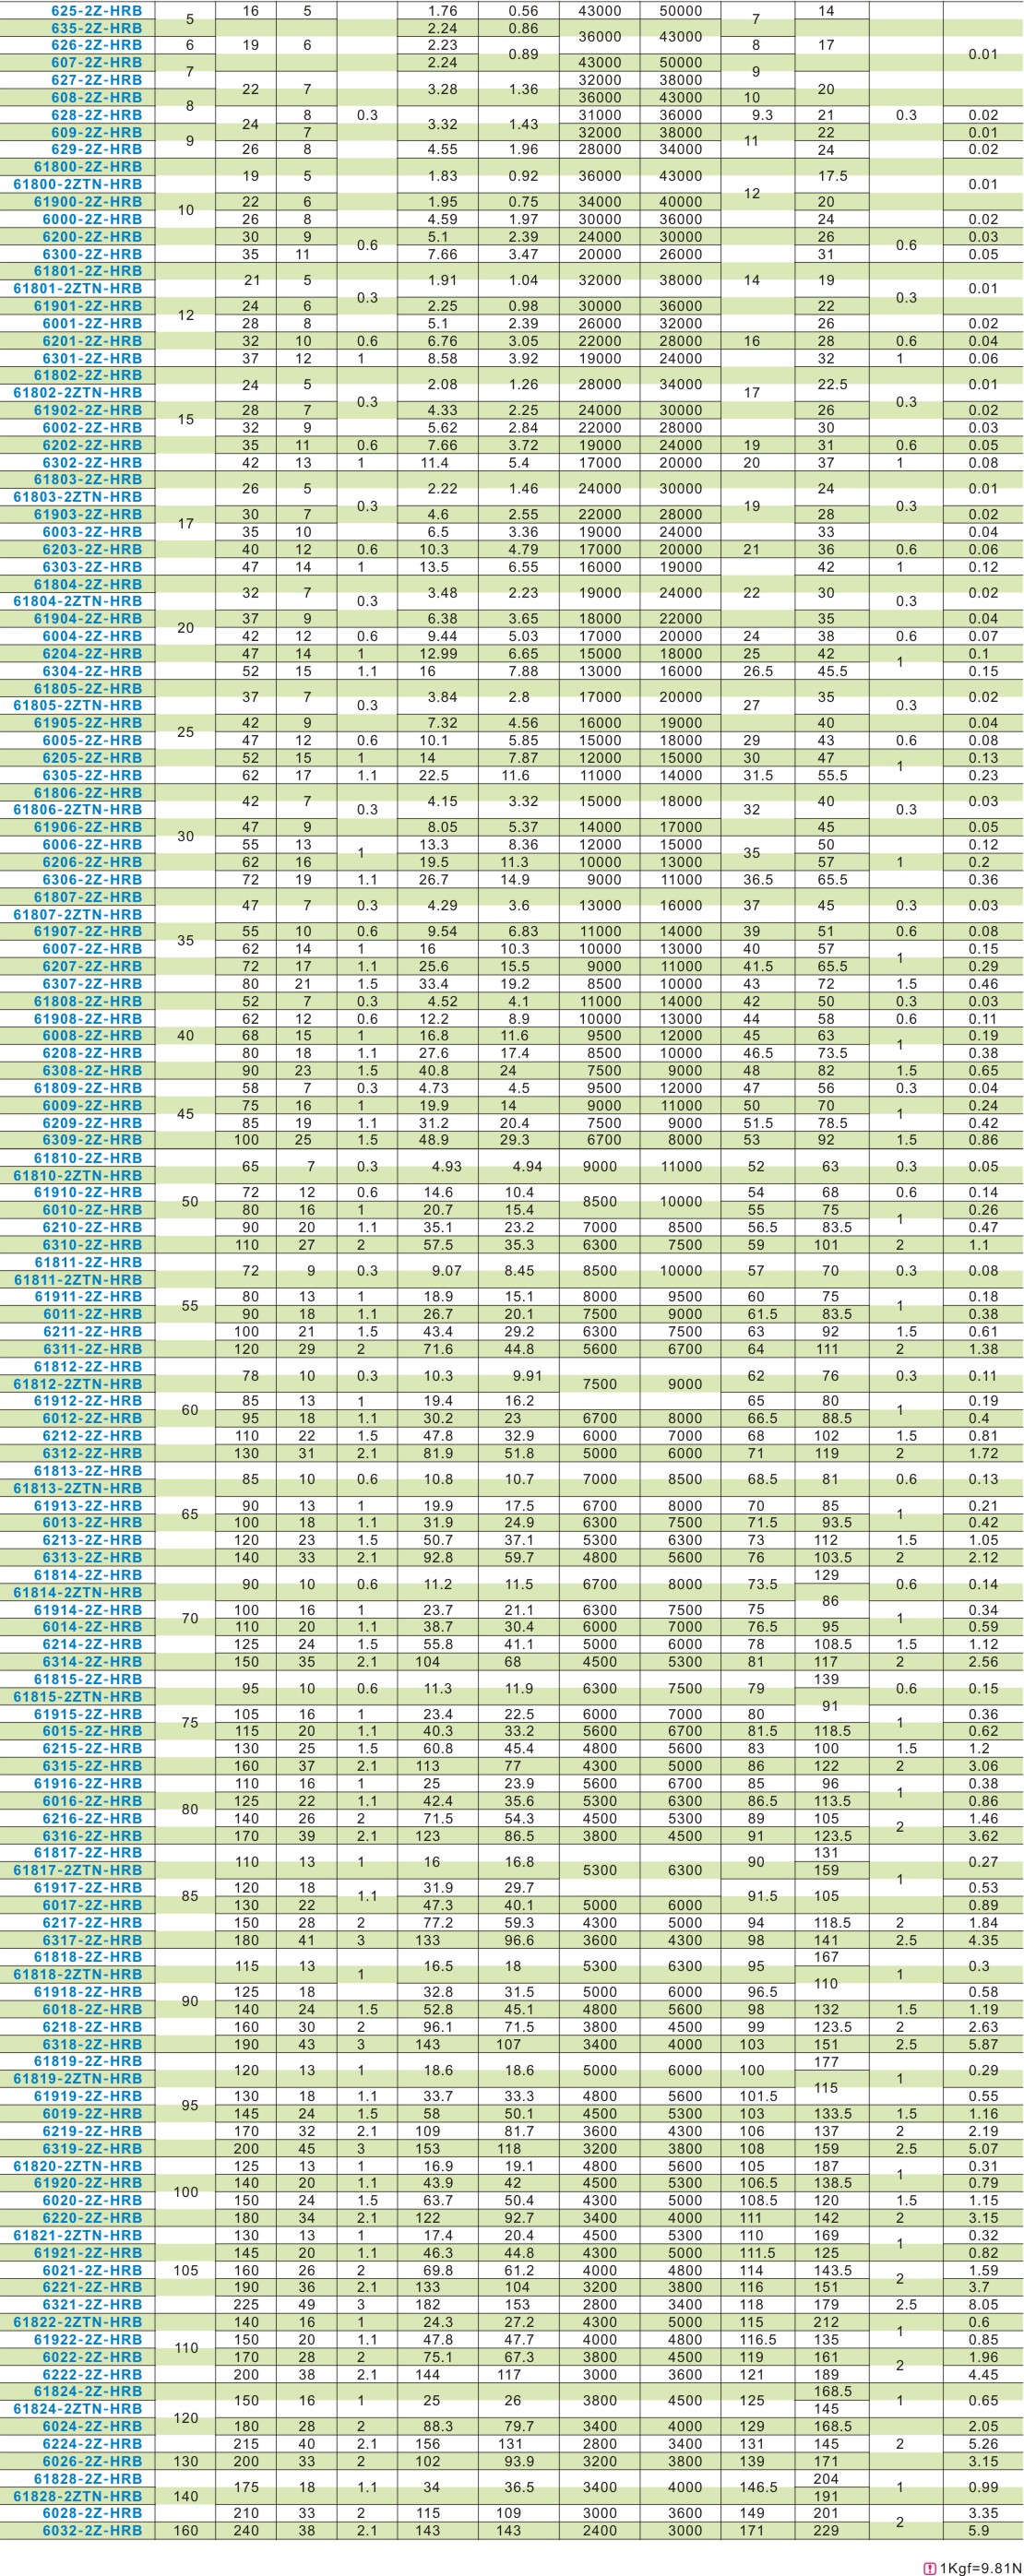 625-2Z-HRB 5 16 5 1.76 0.56 43000 50000 7 14
635-2Z-HRB 2.24 0.86 36000 43000
626-2Z-HRB 6 19 6 2.23 0.89 8 17 0.01
607-2Z-HRB 7 2.24 43000 50000 9
627-2Z-HRB 22 7 3.28 1.36 32000 38000 20
608-2Z-HRB 8 36000 43000 10
628-2Z-HRB 24 8 0.3 3.32 1.43 31000 36000 9.3 21 0.3 0.02
609-2Z-HRB 9 7 32000 38000 11 22 0.01
629-2Z-HRB 26 8 4.55 1.96 28000 34000 24 0.02
61800-2Z-HRB 19 5 1.83 0.92 36000 43000 17.5 0.01
61800-2ZTN-HRB 12
61900-2Z-HRB 10 22 6 1.95 0.75 34000 40000 20
6000-2Z-HRB 26 8 4.59 1.97 30000 36000 24 0.02
6200-2Z-HRB 30 9 0.6 5.1 2.39 24000 30000 26 0.6 0.03
6300-2Z-HRB 35 11 7.66 3.47 20000 26000 31 0.05
61801-2Z-HRB 21 5 1.91 1.04 32000 38000 14 19 0.01
61801-2ZTN-HRB 0.3 0.3
61901-2Z-HRB 12 24 6 2.25 0.98 30000 36000 22
6001-2Z-HRB 28 8 5.1 2.39 26000 32000 26 0.02
6201-2Z-HRB 32 10 0.6 6.76 3.05 22000 28000 16 28 0.6 0.04
6301-2Z-HRB 37 12 1 8.58 3.92 19000 24000 32 1 0.06
61802-2Z-HRB 24 5 2.08 1.26 28000 34000 17 22.5 0.01
61802-2ZTN-HRB 0.3 0.3
61902-2Z-HRB 15 28 7 4.33 2.25 24000 30000 26 0.02
6002-2Z-HRB 32 9 5.62 2.84 22000 28000 30 0.03
6202-2Z-HRB 35 11 0.6 7.66 3.72 19000 24000 19 31 0.6 0.05
6302-2Z-HRB 42 13 1 11.4 5.4 17000 20000 20 37 1 0.08
61803-2Z-HRB 26 5 2.22 1.46 24000 30000 24 0.01
61803-2ZTN-HRB 0.3 19 0.3
61903-2Z-HRB 17 30 7 4.6 2.55 22000 28000 28 0.02
6003-2Z-HRB 35 10 6.5 3.36 19000 24000 33 0.04
6203-2Z-HRB 40 12 0.6 10.3 4.79 17000 20000 21 36 0.6 0.06
6303-2Z-HRB 47 14 1 13.5 6.55 16000 19000 42 1 0.12
61804-2Z-HRB 32 7 3.48 2.23 19000 24000 22 30 0.02
61804-2ZTN-HRB 0.3 0.3
61904-2Z-HRB 20 37 9 6.38 3.65 18000 22000 35 0.04
6004-2Z-HRB 42 12 0.6 9.44 5.03 17000 20000 24 38 0.6 0.07
6204-2Z-HRB 47 14 1 12.99 6.65 15000 18000 25 42 1 0.1
6304-2Z-HRB 52 15 1.1 16 7.88 13000 16000 26.5 45.5 0.15
61805-2Z-HRB 37 7 3.84 2.8 17000 20000 35 0.02
61805-2ZTN-HRB 0.3 27 0.3
61905-2Z-HRB 25 42 9 7.32 4.56 16000 19000 40 0.04
6005-2Z-HRB 47 12 0.6 10.1 5.85 15000 18000 29 43 0.6 0.08
6205-2Z-HRB 52 15 1 14 7.87 12000 15000 30 47 1 0.13
6305-2Z-HRB 62 17 1.1 22.5 11.6 11000 14000 31.5 55.5 0.23
61806-2Z-HRB 42 7 4.15 3.32 15000 18000 40 0.03
61806-2ZTN-HRB 0.3 32 0.3
61906-2Z-HRB 30 47 9 8.05 5.37 14000 17000 45 0.05
6006-2Z-HRB 55 13 1 13.3 8.36 12000 15000 35 50 0.12
6206-2Z-HRB 62 16 19.5 11.3 10000 13000 57 1 0.2
6306-2Z-HRB 72 19 1.1 26.7 14.9 9000 11000 36.5 65.5 0.36
61807-2Z-HRB 47 7 0.3 4.29 3.6 13000 16000 37 45 0.3 0.03
61807-2ZTN-HRB
61907-2Z-HRB 35 55 10 0.6 9.54 6.83 11000 14000 39 51 0.6 0.08
6007-2Z-HRB 62 14 1 16 10.3 10000 13000 40 57 1 0.15
6207-2Z-HRB 72 17 1.1 25.6 15.5 9000 11000 41.5 65.5 0.29
6307-2Z-HRB 80 21 1.5 33.4 19.2 8500 10000 43 72 1.5 0.46
61808-2Z-HRB 52 7 0.3 4.52 4.1 11000 14000 42 50 0.3 0.03
61908-2Z-HRB 62 12 0.6 12.2 8.9 10000 13000 44 58 0.6 0.11
6008-2Z-HRB 40 68 15 1 16.8 11.6 9500 12000 45 63 1 0.19
6208-2Z-HRB 80 18 1.1 27.6 17.4 8500 10000 46.5 73.5 0.38
6308-2Z-HRB 90 23 1.5 40.8 24 7500 9000 48 82 1.5 0.65
61809-2Z-HRB 58 7 0.3 4.73 4.5 9500 12000 47 56 0.3 0.04
6009-2Z-HRB 45 75 16 1 19.9 14 9000 11000 50 70 1 0.24
6209-2Z-HRB 85 19 1.1 31.2 20.4 7500 9000 51.5 78.5 0.42
6309-2Z-HRB 100 25 1.5 48.9 29.3 6700 8000 53 92 1.5 0.86
61810-2Z-HRB 65 7 0.3 4.93 4.94 9000 11000 52 63 0.3 0.05
61810-2ZTN-HRB
61910-2Z-HRB 50 72 12 0.6 14.6 10.4 8500 10000 54 68 0.6 0.14
6010-2Z-HRB 80 16 1 20.7 15.4 55 75 1 0.26
6210-2Z-HRB 90 20 1.1 35.1 23.2 7000 8500 56.5 83.5 0.47
6310-2Z-HRB 110 27 2 57.5 35.3 6300 7500 59 101 2 1.1
61811-2Z-HRB 72 9 0.3 9.07 8.45 8500 10000 57 70 0.3 0.08
61811-2ZTN-HRB
61911-2Z-HRB 55 80 13 1 18.9 15.1 8000 9500 60 75 1 0.18
6011-2Z-HRB 90 18 1.1 26.7 20.1 7500 9000 61.5 83.5 0.38
6211-2Z-HRB 100 21 1.5 43.4 29.2 6300 7500 63 92 1.5 0.61
6311-2Z-HRB 120 29 2 71.6 44.8 5600 6700 64 111 2 1.38
61812-2Z-HRB 78 10 0.3 10.3 9.91 62 76 0.3 0.11
61812-2ZTN-HRB 7500 9000
61912-2Z-HRB 60 85 13 1 19.4 16.2 65 80 1 0.19
6012-2Z-HRB 95 18 1.1 30.2 23 6700 8000 66.5 88.5 0.4
6212-2Z-HRB 110 22 1.5 47.8 32.9 6000 7000 68 102 1.5 0.81
6312-2Z-HRB 130 31 2.1 81.9 51.8 5000 6000 71 119 2 1.72
61813-2Z-HRB 85 10 0.6 10.8 10.7 7000 8500 68.5 81 0.6 0.13
61813-2ZTN-HRB
61913-2Z-HRB 65 90 13 1 19.9 17.5 6700 8000 70 85 1 0.21
6013-2Z-HRB 100 18 1.1 31.9 24.9 6300 7500 71.5 93.5 0.42
6213-2Z-HRB 120 23 1.5 50.7 37.1 5300 6300 73 112 1.5 1.05
6313-2Z-HRB 140 33 2.1 92.8 59.7 4800 5600 76 103.5 2 2.12
61814-2Z-HRB 90 10 0.6 11.2 11.5 6700 8000 73.5 129 0.6 0.14
61814-2ZTN-HRB 86
61914-2Z-HRB 70 100 16 1 23.7 21.1 6300 7500 75 1 0.34
6014-2Z-HRB 110 20 1.1 38.7 30.4 6000 7000 76.5 95 0.59
6214-2Z-HRB 125 24 1.5 55.8 41.1 5000 6000 78 108.5 1.5 1.12
6314-2Z-HRB 150 35 2.1 104 68 4500 5300 81 117 2 2.56
61815-2Z-HRB 95 10 0.6 11.3 11.9 6300 7500 79 139 0.6 0.15
61815-2ZTN-HRB 91
61915-2Z-HRB 75 105 16 1 23.4 22.5 6000 7000 80 1 0.36
6015-2Z-HRB 115 20 1.1 40.3 33.2 5600 6700 81.5 118.5 0.62
6215-2Z-HRB 130 25 1.5 60.8 45.4 4800 5600 83 100 1.5 1.2
6315-2Z-HRB 160 37 2.1 113 77 4300 5000 86 122 2 3.06
61916-2Z-HRB 110 16 1 25 23.9 5600 6700 85 96 1 0.38
6016-2Z-HRB 80 125 22 1.1 42.4 35.6 5300 6300 86.5 113.5 0.86
6216-2Z-HRB 140 26 2 71.5 54.3 4500 5300 89 105 2 1.46
6316-2Z-HRB 170 39 2.1 123 86.5 3800 4500 91 123.5 3.62
61817-2Z-HRB 110 13 1 16 16.8 90 131 0.27
61817-2ZTN-HRB 5300 6300 159 1
61917-2Z-HRB 85 120 18 1.1 31.9 29.7 91.5 105 0.53
6017-2Z-HRB 130 22 47.3 40.1 5000 6000 0.89
6217-2Z-HRB 150 28 2 77.2 59.3 4300 5000 94 118.5 2 1.84
6317-2Z-HRB 180 41 3 133 96.6 3600 4300 98 141 2.5 4.35
61818-2Z-HRB 115 13 16.5 18 5300 6300 95 167 0.3
61818-2ZTN-HRB 1 110 1
61918-2Z-HRB 90 125 18 32.8 31.5 5000 6000 96.5 0.58
6018-2Z-HRB 140 24 1.5 52.8 45.1 4800 5600 98 132 1.5 1.19
6218-2Z-HRB 160 30 2 96.1 71.5 3800 4500 99 123.5 2 2.63
6318-2Z-HRB 190 43 3 143 107 3400 4000 103 151 2.5 5.87
61819-2Z-HRB 120 13 1 18.6 18.6 5000 6000 100 177 0.29
61819-2ZTN-HRB 115 1
61919-2Z-HRB 95 130 18 1.1 33.7 33.3 4800 5600 101.5 0.55
6019-2Z-HRB 145 24 1.5 58 50.1 4500 5300 103 133.5 1.5 1.16
6219-2Z-HRB 170 32 2.1 109 81.7 3600 4300 106 137 2 2.19
6319-2Z-HRB 200 45 3 153 118 3200 3800 108 159 2.5 5.07
61820-2ZTN-HRB 125 13 1 16.9 19.1 4800 5600 105 187 1 0.31
61920-2Z-HRB 100 140 20 1.1 43.9 42 4500 5300 106.5 138.5 0.79
6020-2Z-HRB 150 24 1.5 63.7 50.4 4300 5000 108.5 120 1.5 1.15
6220-2Z-HRB 180 34 2.1 122 92.7 3400 4000 111 142 2 3.15
61821-2ZTN-HRB 130 13 1 17.4 20.4 4500 5300 110 169 1 0.32
61921-2Z-HRB 145 20 1.1 46.3 44.8 4300 5000 111.5 125 0.82
6021-2Z-HRB 105 160 26 2 69.8 61.2 4000 4800 114 143.5 2 1.59
6221-2Z-HRB 190 36 2.1 133 104 3200 3800 116 151 3.7
6321-2Z-HRB 225 49 3 182 153 2800 3400 118 179 2.5 8.05
61822-2ZTN-HRB 140 16 1 24.3 27.2 4300 5000 115 212 1 0.6
61922-2Z-HRB 110 150 20 1.1 47.8 47.7 4000 4800 116.5 135 0.85
6022-2Z-HRB 170 28 2 75.1 67.3 3800 4500 119 161 2 1.96
6222-2Z-HRB 200 38 2.1 144 117 3000 3600 121 189 4.45
61824-2Z-HRB 150 16 1 25 26 3800 4500 125 168.5 1 0.65
61824-2ZTN-HRB 120 145
6024-2Z-HRB 180 28 2 88.3 79.7 3400 4000 129 168.5 2.05
6224-2Z-HRB 215 40 2.1 156 131 2800 3400 131 145 2 5.26
6026-2Z-HRB 130 200 33 2 102 93.9 3200 3800 139 171 3.15
61828-2Z-HRB 175 18 1.1 34 36.5 3400 4000 146.5 204 1 0.99
61828-2ZTN-HRB 140 191
6028-2Z-HRB 210 33 2 115 109 3000 3600 149 201 2 3.35
6032-2Z-HRB 160 240 38 2.1 143 143 2400 3000 171 229 5.9
1Kgf=9.81N